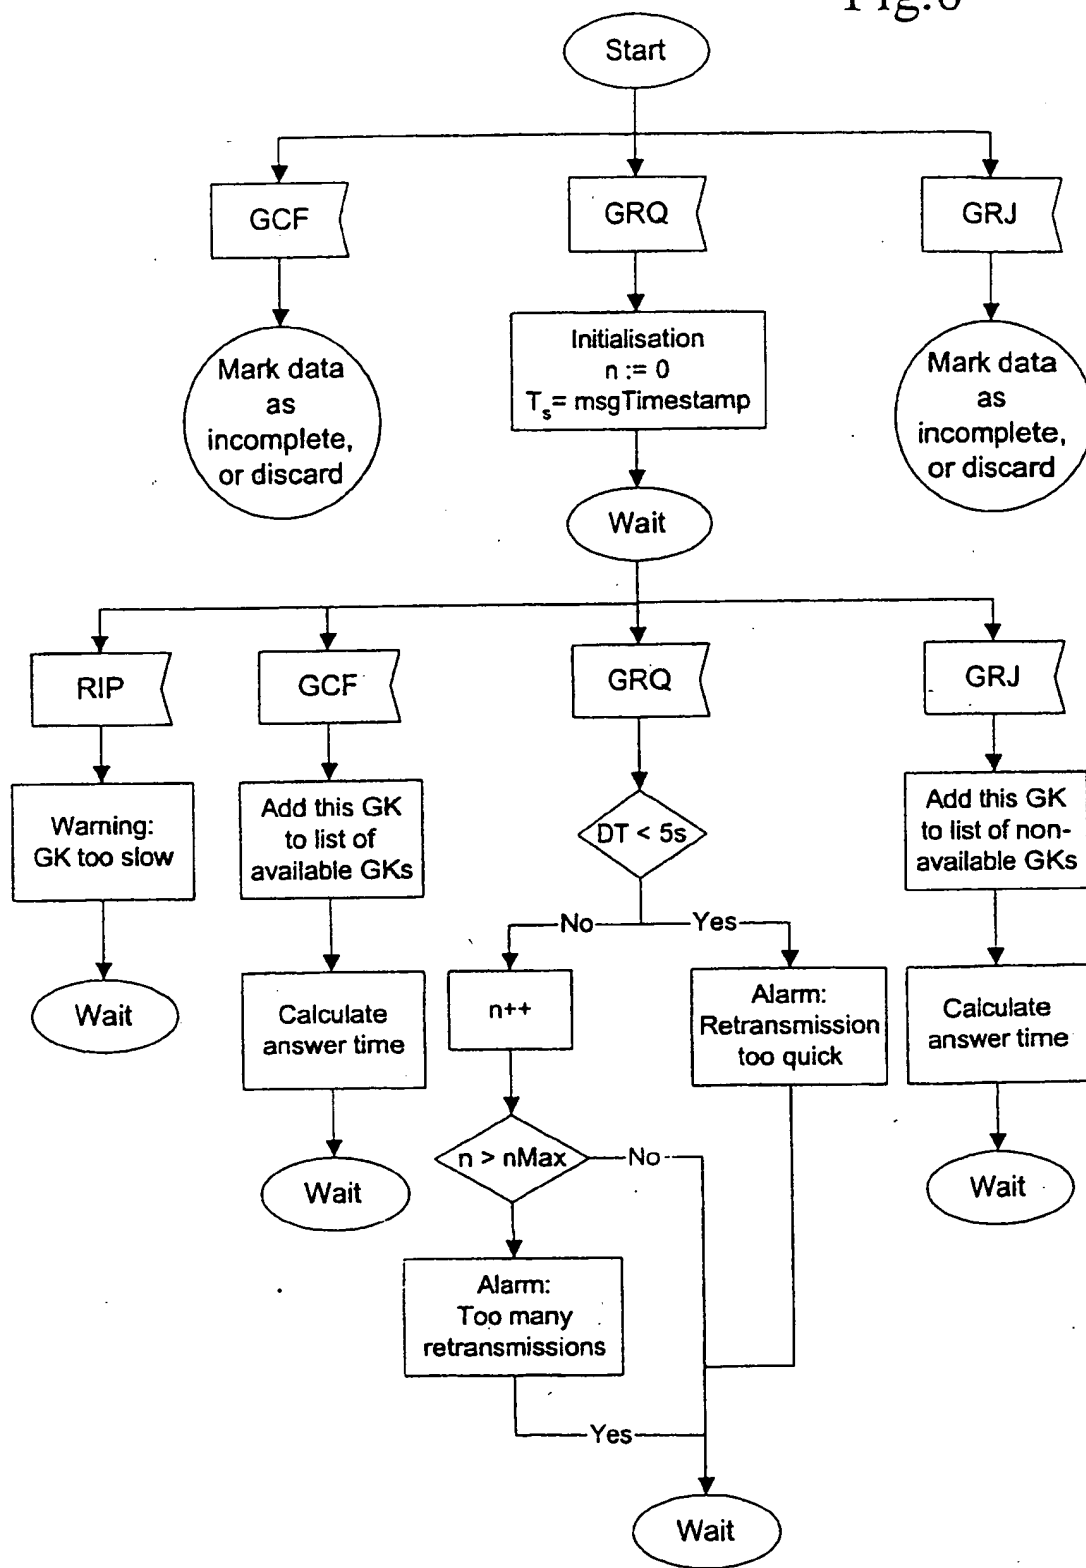 Start
GCF
GRQ
GRJ
Mark data
as
incomplete,
or discard
Initialisation
n := 0
Ts= msgTimestamp
Mark data
as
incomplete,
or discard
Wait
RIP
GCF
GRQ
GRJ
Warning:
GK too slow
Add this GK
to list of
available GKs
DT < 5s
Add this GK
to list of non-
available GKs
No
Yes
Wait
Calculate
answer time
n++
Alarm:
Retransmission
too quick
Calculate
answer time
n > nMax
No
Wait
Wait
Alarm:
Too many
retransmissions
Yes
Wait